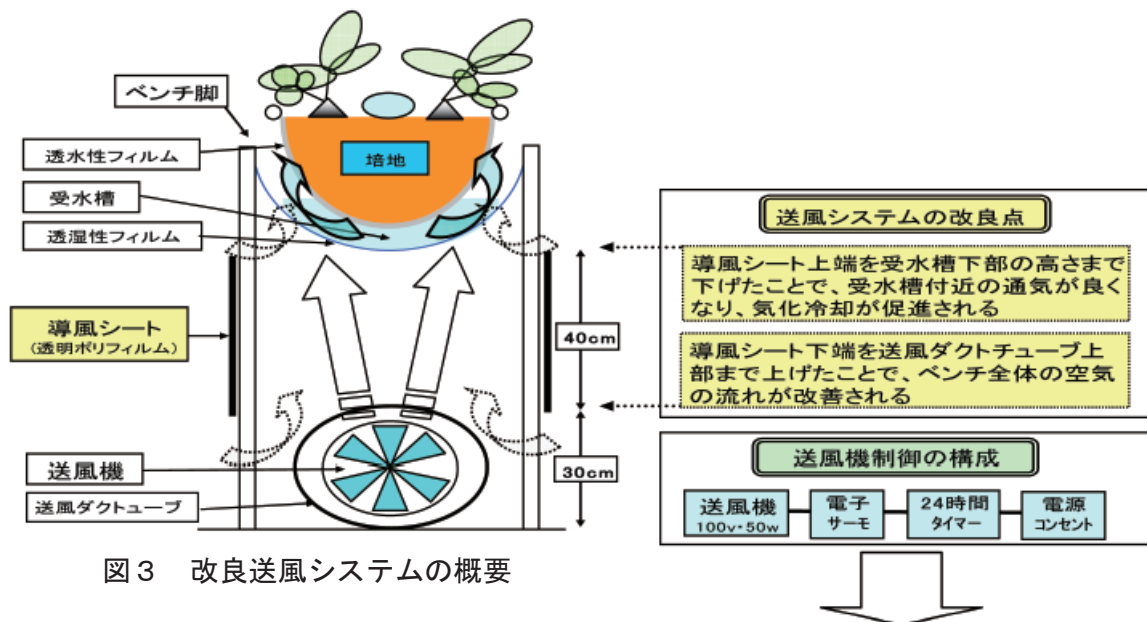 ベンチ脚
透水性フィルム
受水槽
透湿性フィルム
導風シート
(透明ポリフィルム)
送風機
送風ダクトューブ
培地
40cm
30cm
送風システムの改良点
導風シート上端を受水槽下部の高さまで
下げたことで、受水槽付近の通気が良く
なり、気化冷却が促進される
導風シート下端を送風ダクトチューブ上
部まで上げたことで、ベンチ全体の空気
の流れが改善される
送風機制御の構成
送風機
100v・50w
電子
サーモ
24時間
タイマー
電源
コンセント
図3 改良送風システムの概要